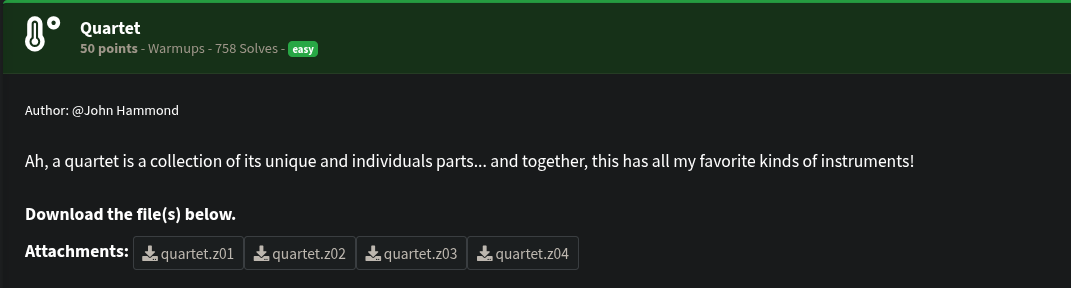 Quartet
50 points - Warmups - 758 Solves - easy
Author: @John Hammond
Ah, a quartet is a collection of its unique and individuals parts... and together, this has all my favorite kinds of instruments!
Download the file(s) below.
Attachments: quartet.z01 quartet.z02 quartet.z03 quartet.z04